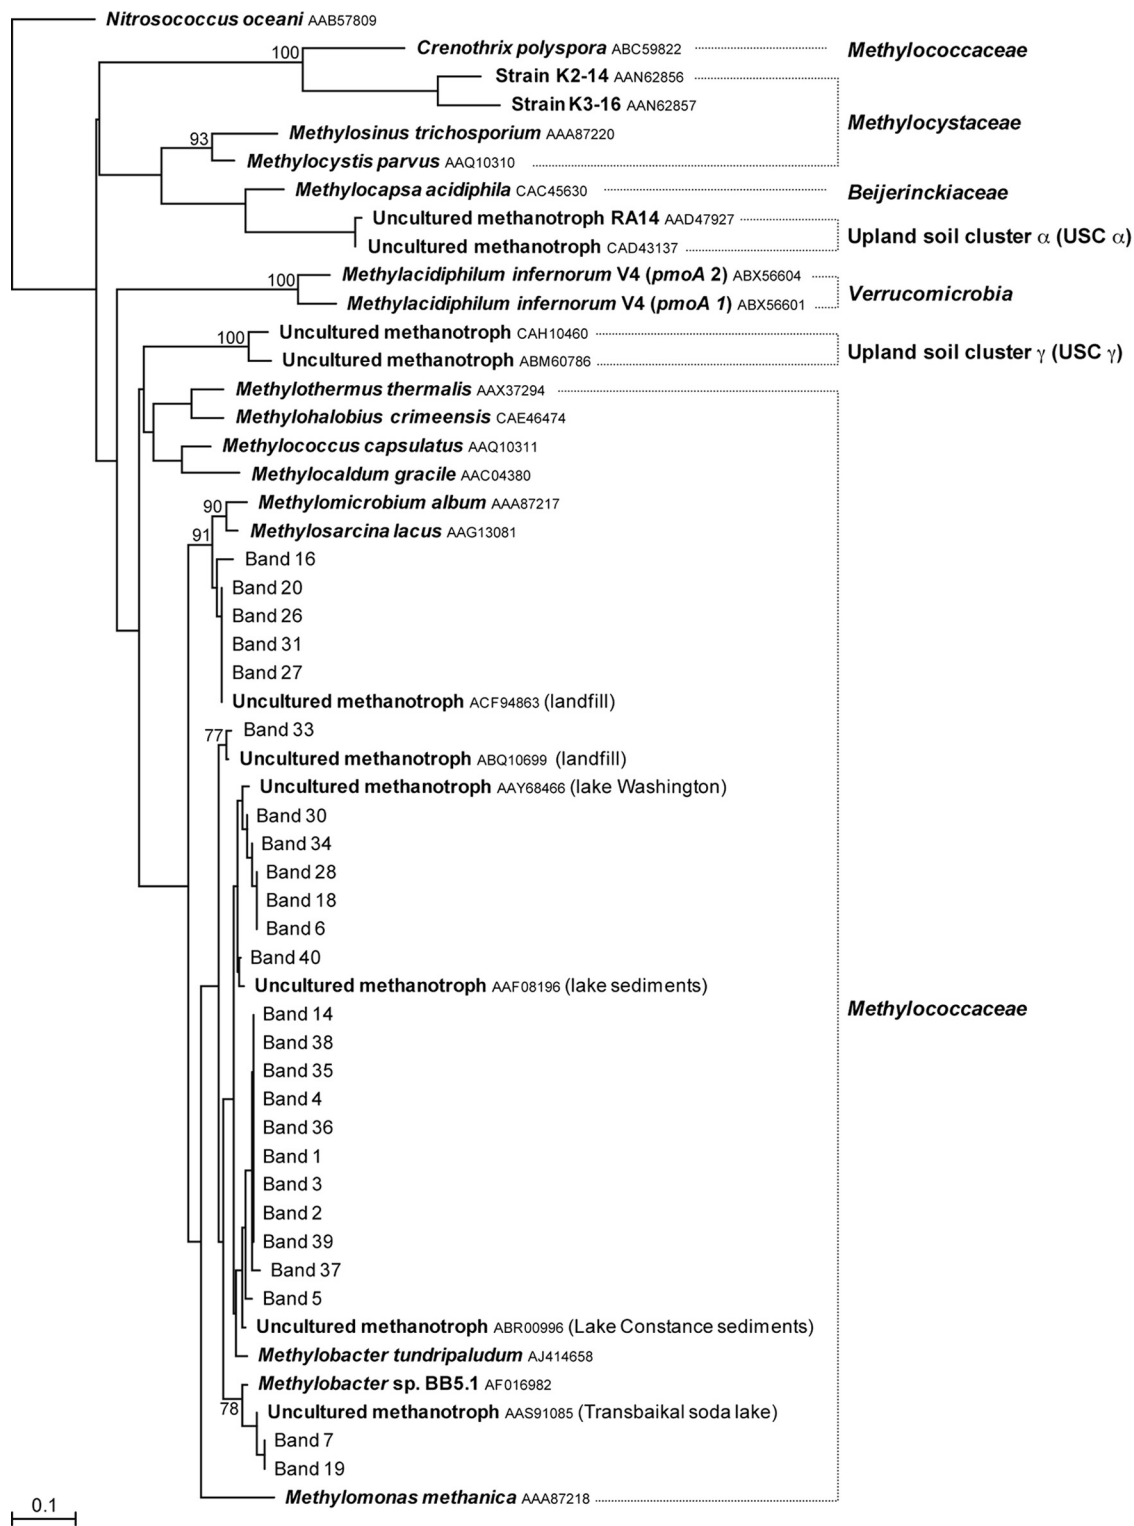 Nitrosococcus oceani AAB57809
100 Crenothrix polyspora ABC59822 Methylococcaceae
Strain K2-14 AAN62856
Strain K3-16 AAN62857
Methylocystaceae
93 Methylosinus trichosporium AAA87220
Methylocystis parvus AAQ10310
Methylocapsa acidiphila CAC45630 Beijerinckiaceae
Uncultured methanotroph RA14 AAD47927
Upland soil cluster α (USC α)
Uncultured methanotroph CAD43137
100 Methylacidiphilum infernorum V4 (pmoA 2) ABX56604
Verrucomicrobia
Methylacidiphilum infernorum V4 (pmoA 1) ABX56601
100 Uncultured methanotroph CAH10460
Upland soil cluster γ (USC γ)
Uncultured methanotroph ABM60786
Methylothermus thermalis AAX37294
Methylohalobius crimeensis CAE46474
Methylococcus capsulatus AAQ10311
Methylocaldum gracile AAC04380
90 Methylomicrobium album AAA87217
91 Methylosarcina lacus AAG13081
Band 16
Band 20
Band 26
Band 31
Band 27
Uncultured methanotroph ACF94863 (landfill)
77 Band 33
Uncultured methanotroph ABQ10699 (landfill)
Uncultured methanotroph AAY68466 (lake Washington)
Band 30
Band 34
Band 28
Band 18
Band 6
Band 40
Uncultured methanotroph AAF08196 (lake sediments)
Methylococcaceae
Band 14
Band 38
Band 35
Band 4
Band 36
Band 1
Band 3
Band 2
Band 39
Band 37
Band 5
Uncultured methanotroph ABR00996 (Lake Constance sediments)
Methylobacter tundripaludum AJ414658
Methylobacter sp. BB5.1 AF016982
78 Uncultured methanotroph AAS91085 (Transbaikal soda lake)
Band 7
Band 19
Methylomonas methanica AAA87218
0.1